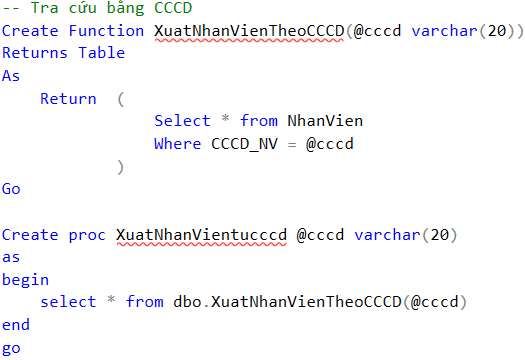 -- Tra cứu bằng CCCD
Create Function XuatNhanVienTheoCCCD(@cccd varchar(20))
Returns Table
As
    Return  (
                Select * from NhanVien
                Where CCCD_NV = @cccd
            )
Go

Create proc XuatNhanVientucccd @cccd varchar(20)
as
begin
    select * from dbo.XuatNhanVienTheoCCCD(@cccd)
end
go